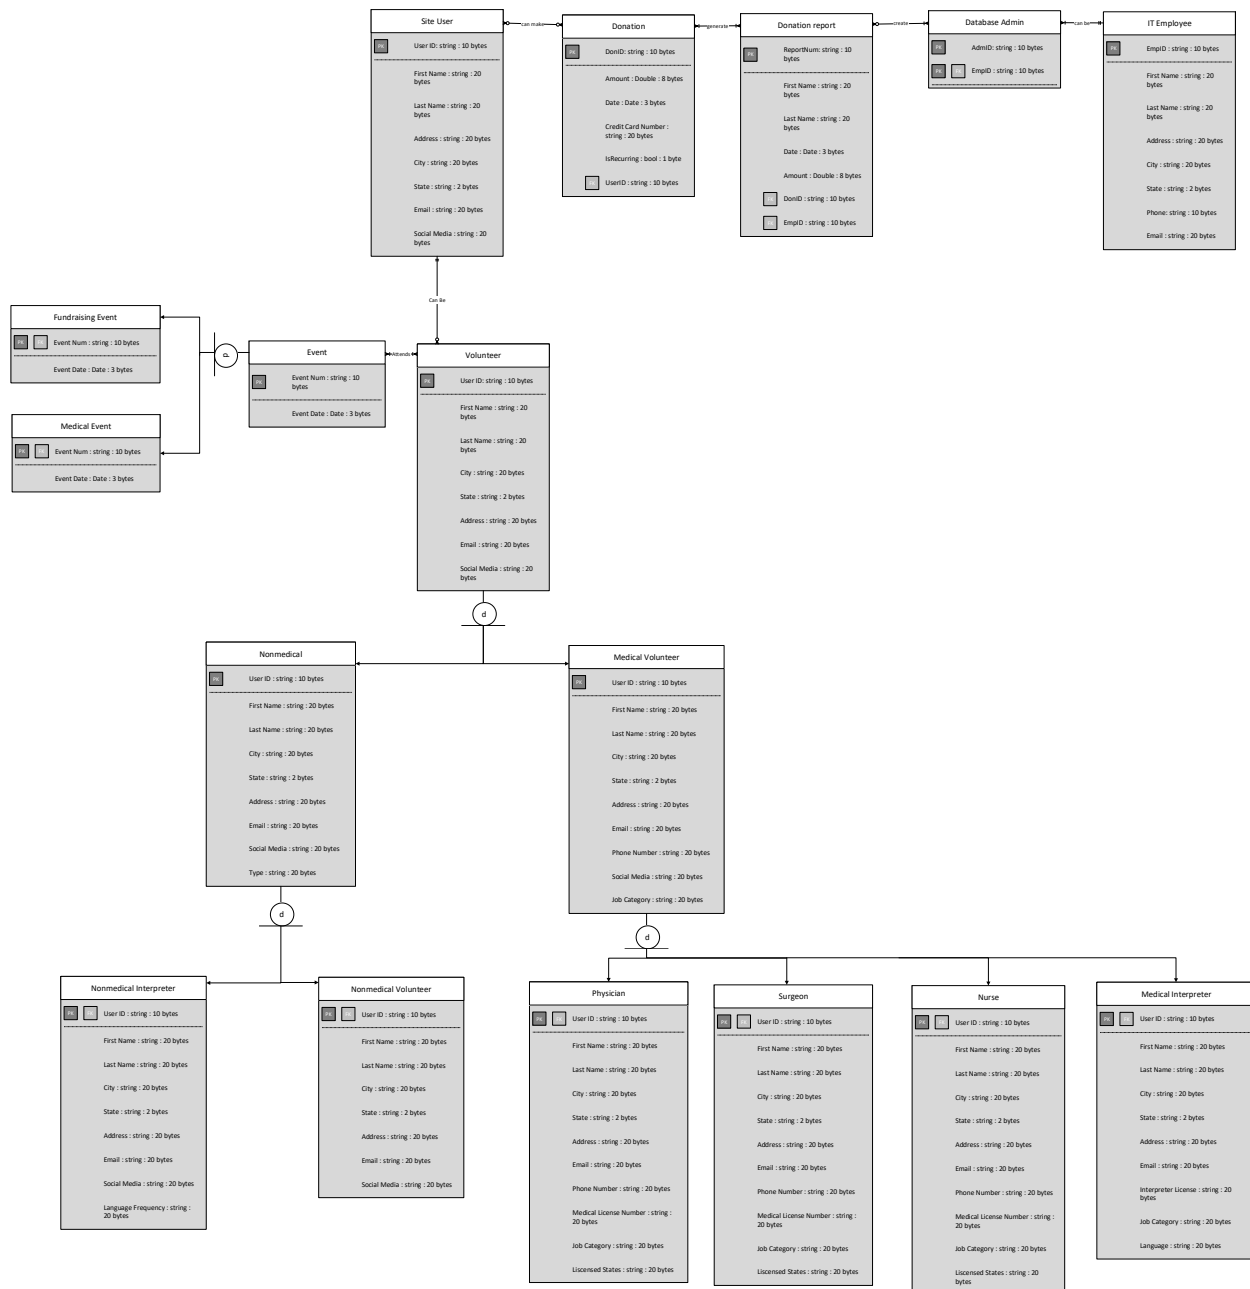 Site User
PK
User ID: string : 10 bytes
First Name : string : 20
bytes
Last Name : string : 20
bytes
Address : string : 20 bytes
City : string : 20 bytes
State : string : 2 bytes
Email : string : 20 bytes
Social Media : string : 20
bytes
can make
Donation
PK
DonID: string : 10 bytes
Amount : Double : 8 bytes
Date : Date : 3 bytes
Credit Card Number :
string : 20 bytes
IsRecurring : bool : 1 byte
FK
UserID : string : 10 bytes
generate
Donation report
PK
ReportNum: string : 10
bytes
First Name : string : 20
bytes
Last Name : string : 20
bytes
Date : Date : 3 bytes
Amount : Double : 8 bytes
FK
DonID : string : 10 bytes
FK
EmpID : string : 10 bytes
create
Database Admin
PK
AdmID: string : 10 bytes
PK FK
EmpID : string : 10 bytes
can be
IT Employee
PK
EmpID : string : 10 bytes
First Name : string : 20
bytes
Last Name : string : 20
bytes
Address : string : 20 bytes
City : string : 20 bytes
State : string : 2 bytes
Phone: string : 10 bytes
Email : string : 20 bytes
Can Be
Fundraising Event
PK FK
Event Num : string : 10 bytes
Event Date : Date : 3 bytes
Medical Event
PK FK
Event Num : string : 10 bytes
Event Date : Date : 3 bytes
d
Event
PK
Event Num : string : 10
bytes
Event Date : Date : 3 bytes
Attends
Volunteer
PK
User ID: string : 10 bytes
First Name : string : 20
bytes
Last Name : string : 20
bytes
City : string : 20 bytes
State : string : 2 bytes
Address : string : 20 bytes
Email : string : 20 bytes
Social Media : string : 20
bytes
d
Nonmedical
PK
User ID : string : 10 bytes
First Name : string : 20 bytes
Last Name : string : 20 bytes
City : string : 20 bytes
State : string : 2 bytes
Address : string : 20 bytes
Email : string : 20 bytes
Social Media : string : 20 bytes
Type : string : 20 bytes
Medical Volunteer
PK
User ID : string : 10 bytes
First Name : string : 20 bytes
Last Name : string : 20 bytes
City : string : 20 bytes
State : string : 2 bytes
Address : string : 20 bytes
Email : string : 20 bytes
Phone Number : string : 20 bytes
Social Media : string : 20 bytes
Job Category : string : 20 bytes
d
d
Nonmedical Interpreter
PK FK
User ID : string : 10 bytes
First Name : string : 20 bytes
Last Name : string : 20 bytes
City : string : 20 bytes
State : string : 2 bytes
Address : string : 20 bytes
Email : string : 20 bytes
Social Media : string : 20 bytes
Language Frequency : string :
20 bytes
Nonmedical Volunteer
PK FK
User ID : string : 10 bytes
First Name : string : 20 bytes
Last Name : string : 20 bytes
City : string : 20 bytes
State : string : 2 bytes
Address : string : 20 bytes
Email : string : 20 bytes
Social Media : string : 20 bytes
Physician
PK FK
User ID : string : 10 bytes
First Name : string : 20 bytes
Last Name : string : 20 bytes
City : string : 20 bytes
State : string : 2 bytes
Address : string : 20 bytes
Email : string : 20 bytes
Phone Number : string : 20 bytes
Medical License Number : string :
20 bytes
Job Category : string : 20 bytes
Liscensed States : string : 20 bytes
Surgeon
PK FK
User ID : string : 10 bytes
First Name : string : 20 bytes
Last Name : string : 20 bytes
City : string : 20 bytes
State : string : 2 bytes
Address : string : 20 bytes
Email : string : 20 bytes
Phone Number : string : 20 bytes
Medical License Number : string
: 20 bytes
Job Category : string : 20 bytes
Liscensed States : string : 20 bytes
Nurse
PK FK
User ID : string : 10 bytes
First Name : string : 20 bytes
Last Name : string : 20 bytes
City : string : 20 bytes
State : string : 2 bytes
Address : string : 20 bytes
Email : string : 20 bytes
Phone Number : string : 20 bytes
Medical License Number : string
: 20 bytes
Job Category : string : 20 bytes
Liscensed States : string : 20
bytes
Medical Interpreter
PK FK
User ID : string : 10 bytes
First Name : string : 20 bytes
Last Name : string : 20 bytes
City : string : 20 bytes
State : string : 2 bytes
Address : string : 20 bytes
Email : string : 20 bytes
Interpreter License : string : 20
bytes
Job Category : string : 20 bytes
Language : string : 20 bytes